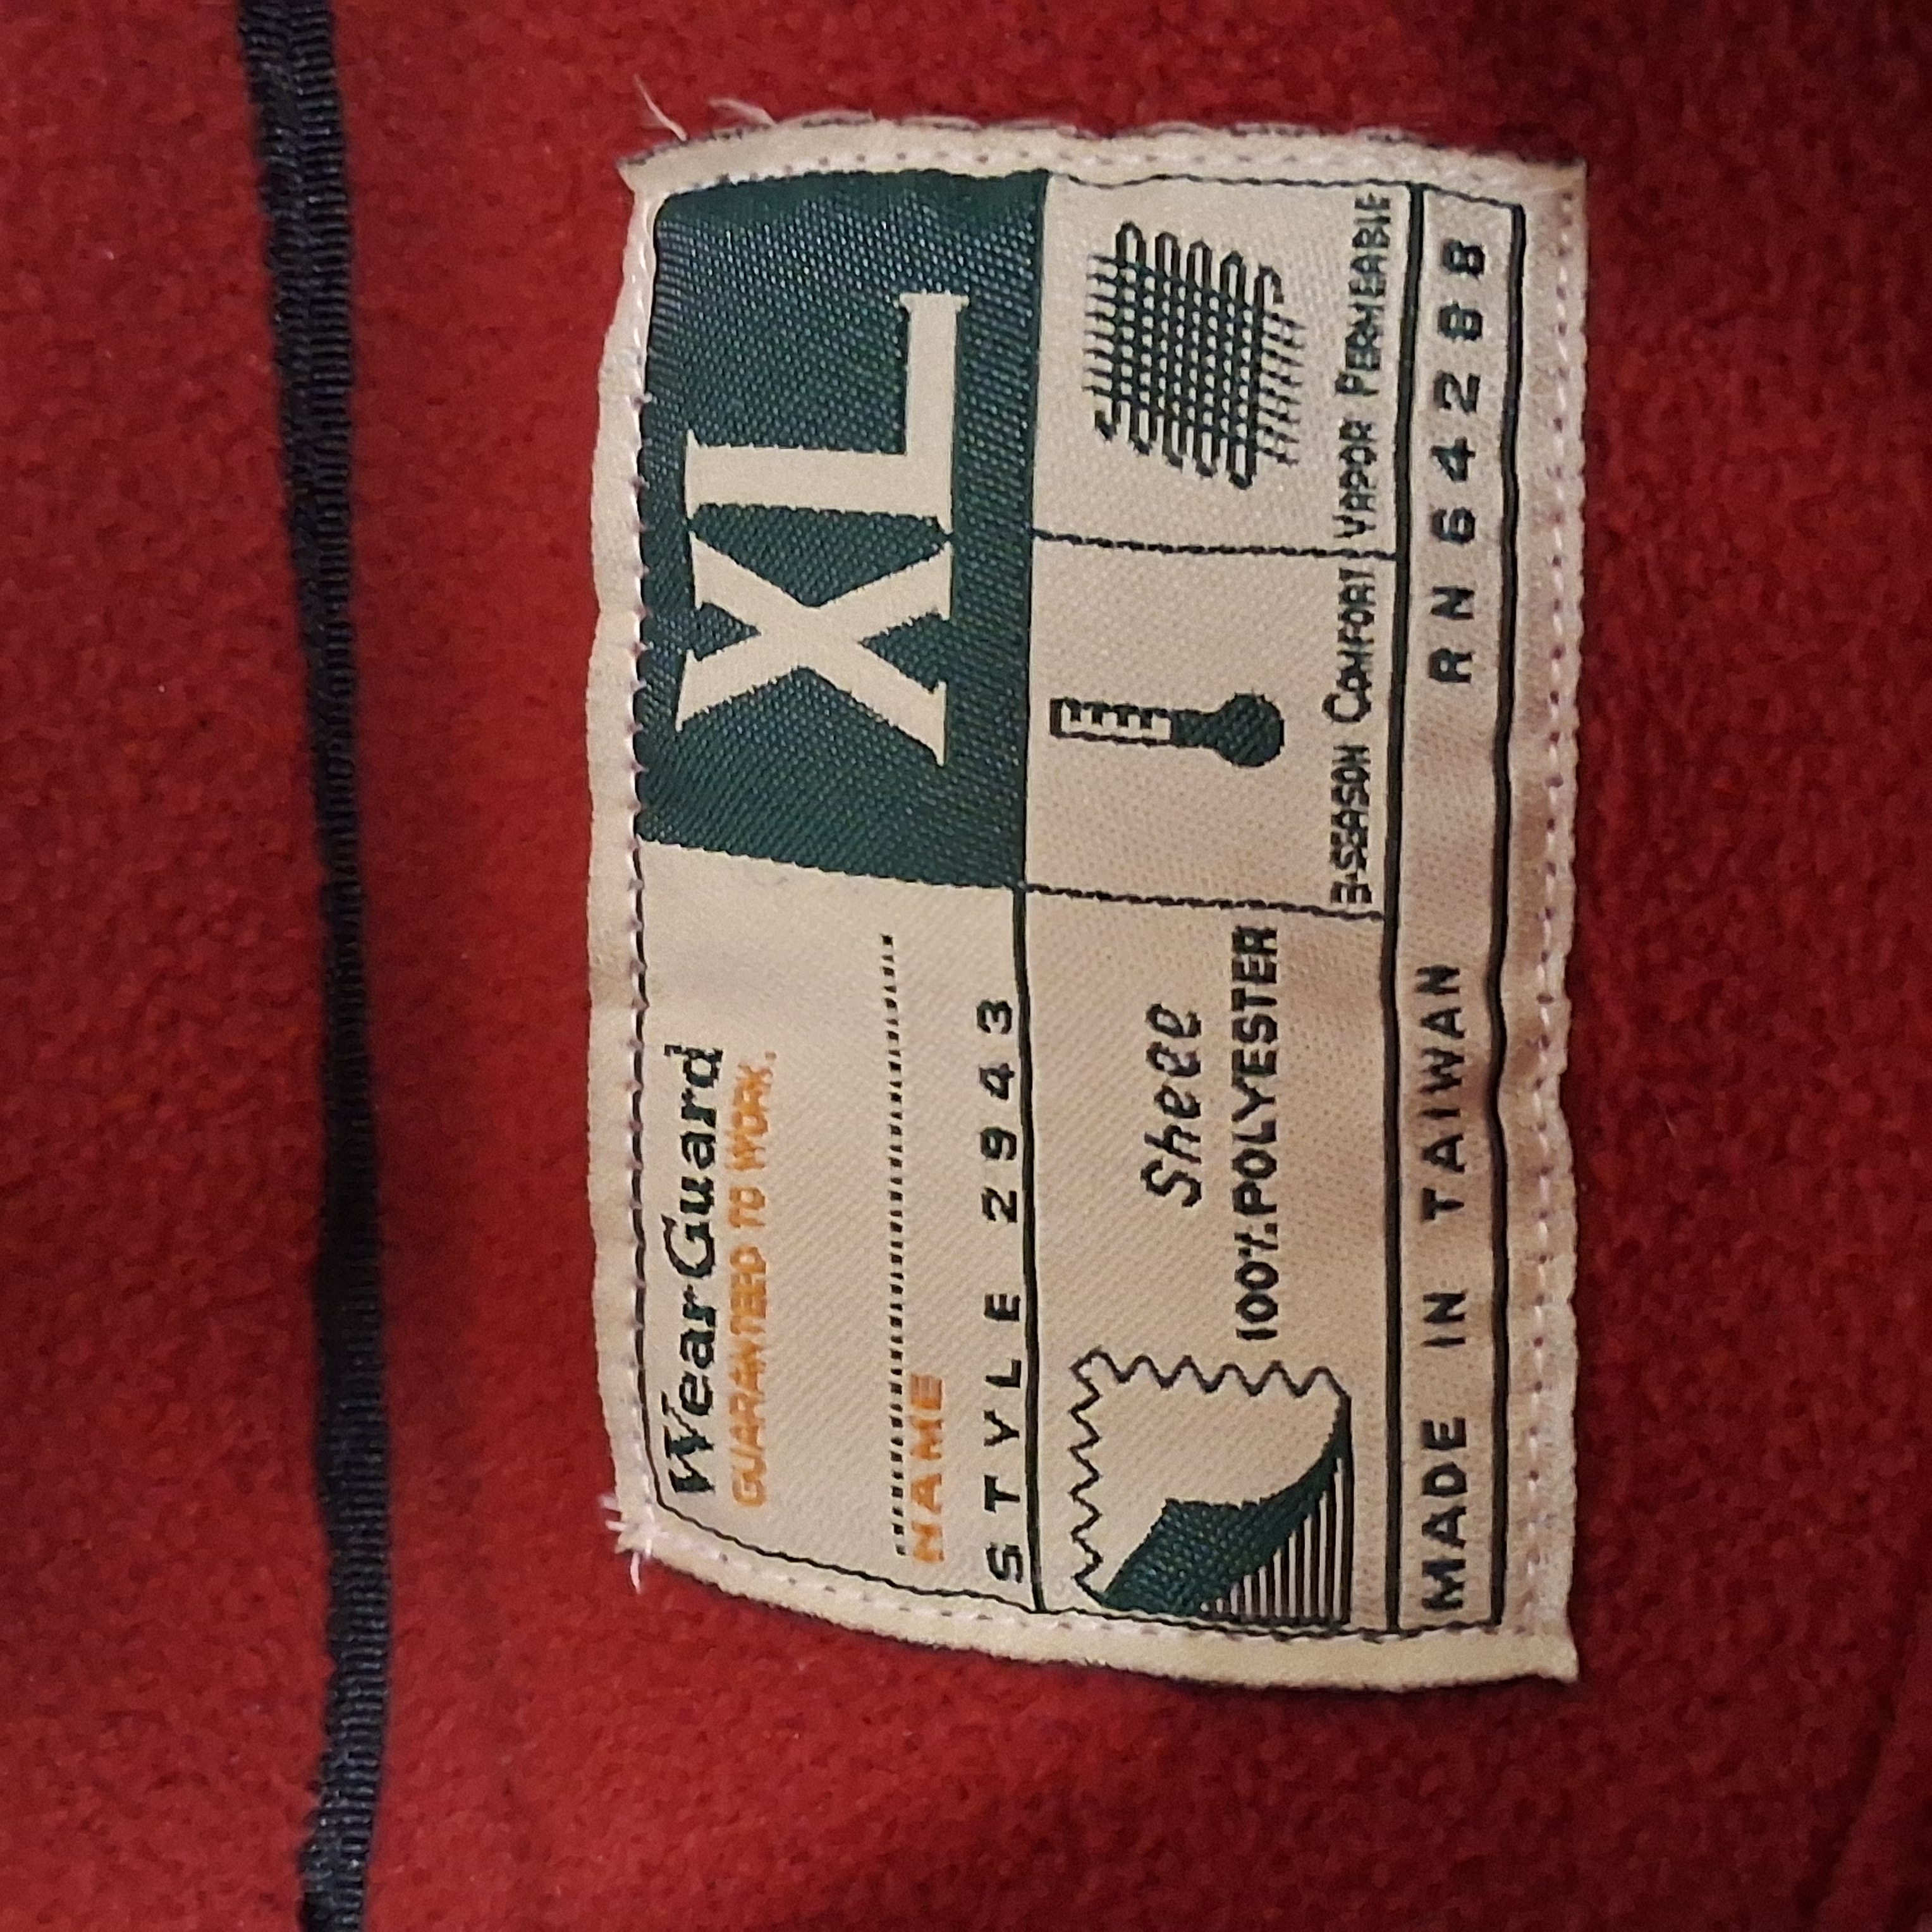 WearGuard
GUARANTEED TO WORK.
XL
NAME
STYLE 2943
Shell
100% POLYESTER
3-SEASON COMFORT
VAPOR PERMEABLE
MADE IN TAIWAN
RN 64288